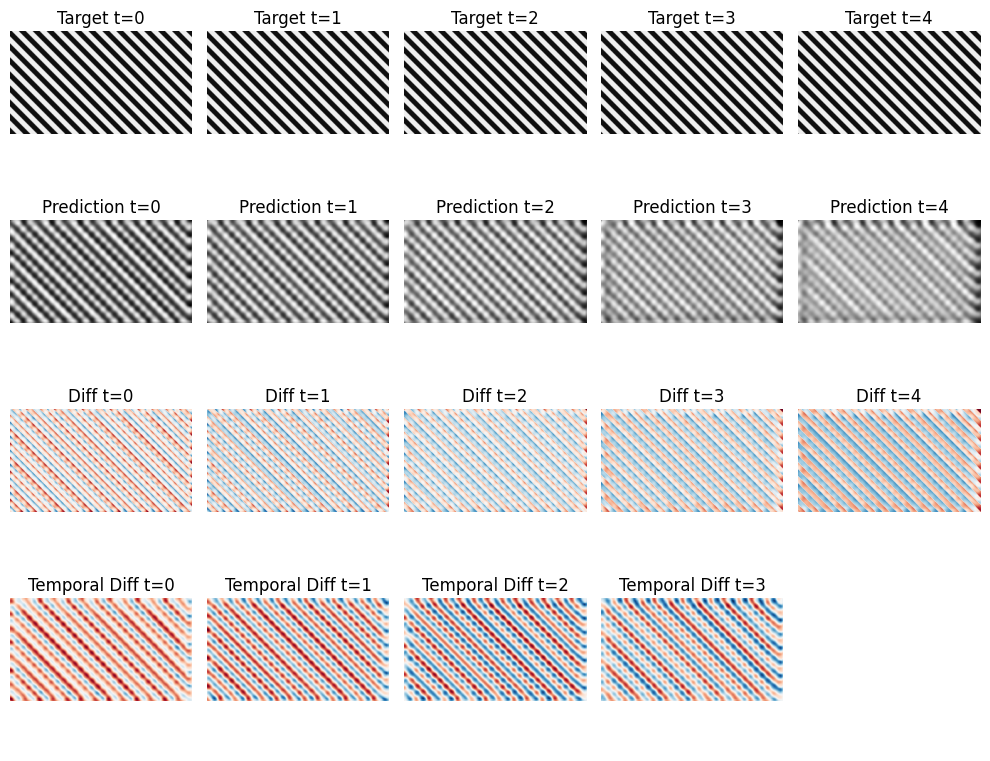 Target t=0
Target t=1
Target t=2
Target t=3
Target t=4
Prediction t=0
Prediction t=1
Prediction t=2
Prediction t=3
Prediction t=4
Diff t=0
Diff t=1
Diff t=2
Diff t=3
Diff t=4
Temporal Diff t=0
Temporal Diff t=1
Temporal Diff t=2
Temporal Diff t=3